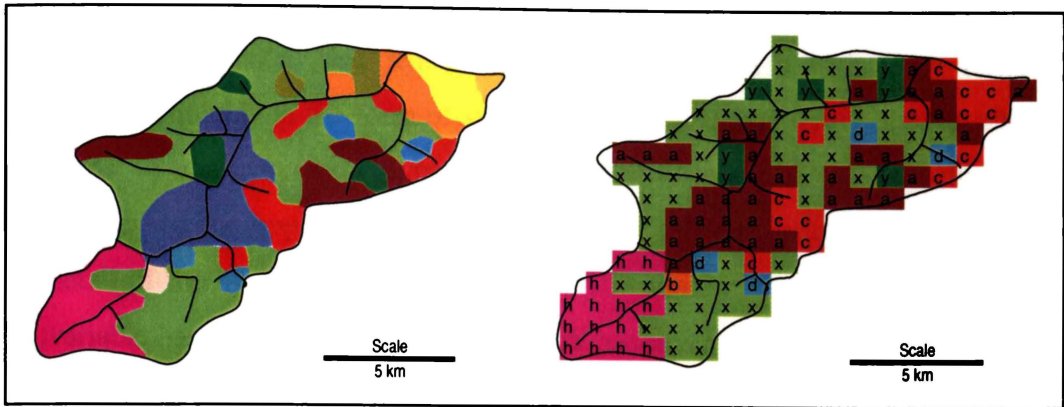 x
x x x x y a c
y x y x a y a a c c a
x x x x x c x x c a c c
x x a a x c x d x x x a
a a a x y a x x x a a x d c
x x x x y a a x a x y a c
x x a a a c x a a a
x a a a a c c
x a a a a a c
h h a d x d x
h x x b x x d
h h h h x x x x
h h h h x x x
h h h h x x
Scale
5 km
Scale
5 km